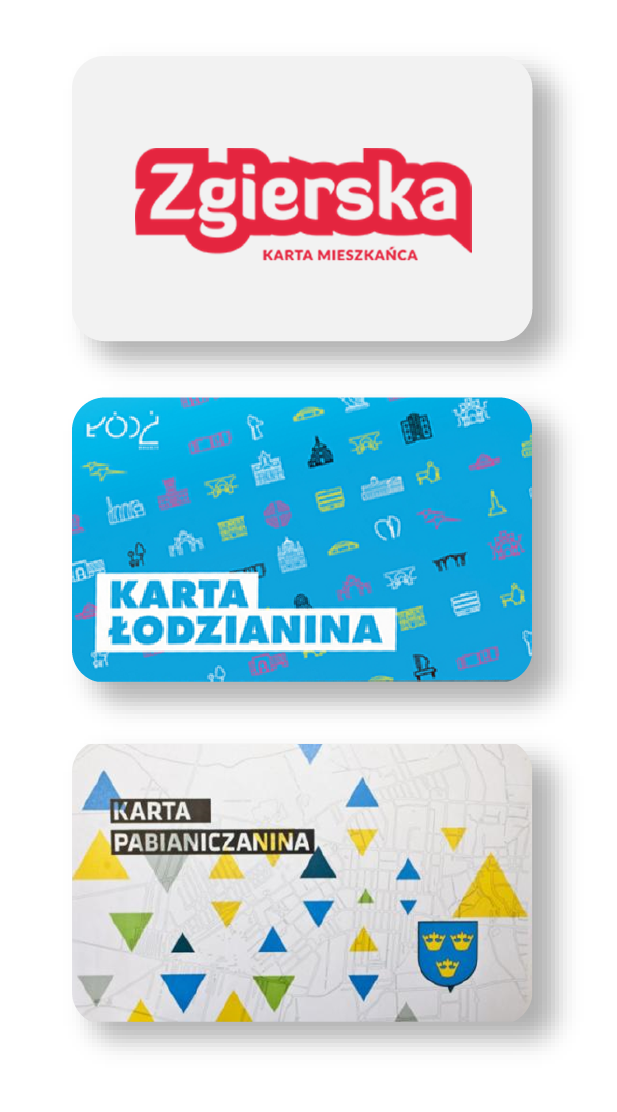 Zgierska
KARTA MIESZKAŃCA
ŁÓDŹ
KARTA
ŁODZIANINA
KARTA
PABIANICZANINA